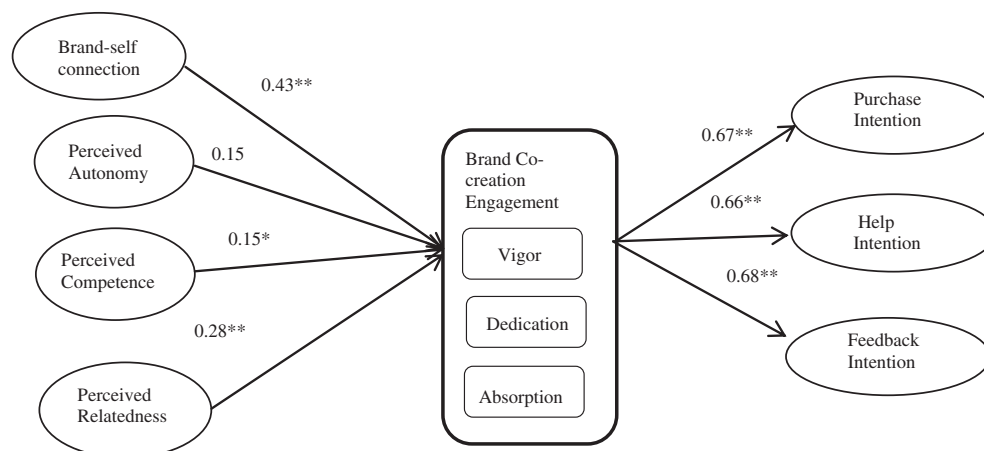 Brand-self
connection
0.43**
Perceived
Autonomy
0.15
Perceived
Competence
0.15*
Perceived
Relatedness
0.28**
Brand Co-
creation
Engagement
Vigor
Dedication
Absorption
0.67**
Purchase
Intention
0.66**
Help
Intention
0.68**
Feedback
Intention